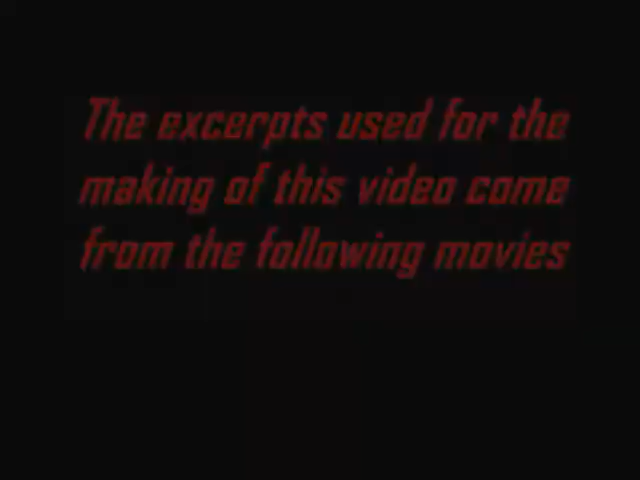 The excerpts used for the
making of this video come
from the following movies